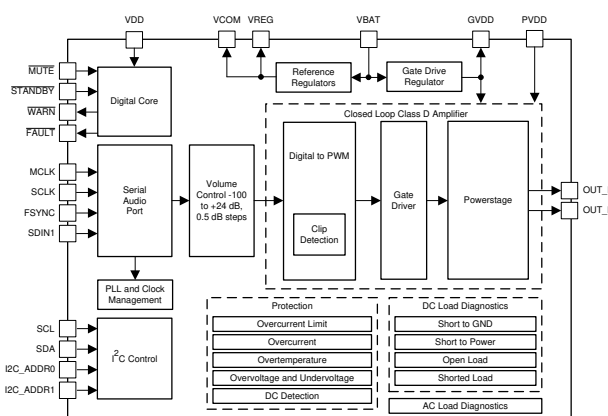 VDD
VCOM
VREG
VBAT
GVDD
PVDD
MUTE
STANDBY
WARN
FAULT
Digital Core
Reference
Regulators
Gate Drive
Regulator
Closed Loop Class D Amplifier
MCLK
SCLK
FSYNC
SDIN1
Serial
Audio
Port
Volume
Control -100
to +24 dB,
0.5 dB steps
Digital to PWM
Clip
Detection
Gate
Driver
Powerstage
OUT_
OUT_
PLL and Clock
Management
SCL
SDA
I2C_ADDR0
I2C_ADDR1
I2C Control
Protection
Overcurrent Limit
Overcurrent
Overtemperature
Overvoltage and Undervoltage
DC Detection
DC Load Diagnostics
Short to GND
Short to Power
Open Load
Shorted Load
AC Load Diagnostics